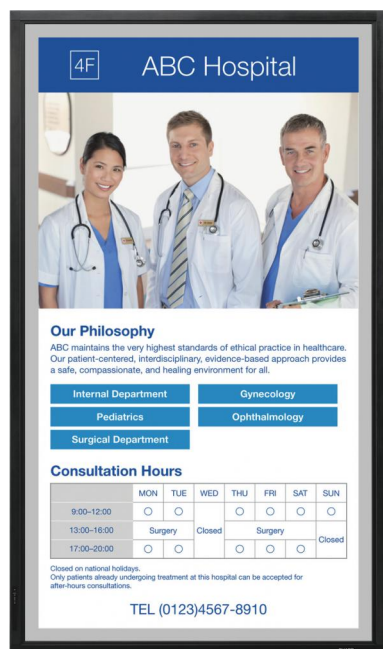 4F ABC Hospital
Our Philosophy
ABC maintains the very highest standards of ethical practice in healthcare.
Our patient-centered, interdisciplinary, evidence-based approach provides
a safe, compassionate, and healing environment for all.
Internal Department Gynecology
Pediatrics Ophthalmology
Surgical Department
Consultation Hours
MON TUE WED THU FRI SAT SUN
9:00–12:00 ○ ○ ○ ○ ○ ○
13:00–16:00 Surgery Closed Surgery Closed
17:00–20:00 ○ ○ ○ ○ ○
Closed on national holidays.
Only patients already undergoing treatment at this hospital can be accepted for
after-hours consultations.
TEL (0123)4567-8910